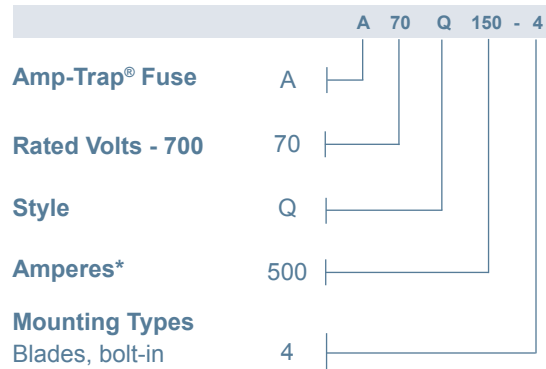 A 70 Q 150 - 4
Amp-Trap® Fuse A
Rated Volts - 700 70
Style Q
Amperes* 500
Mounting Types
Blades, bolt-in 4